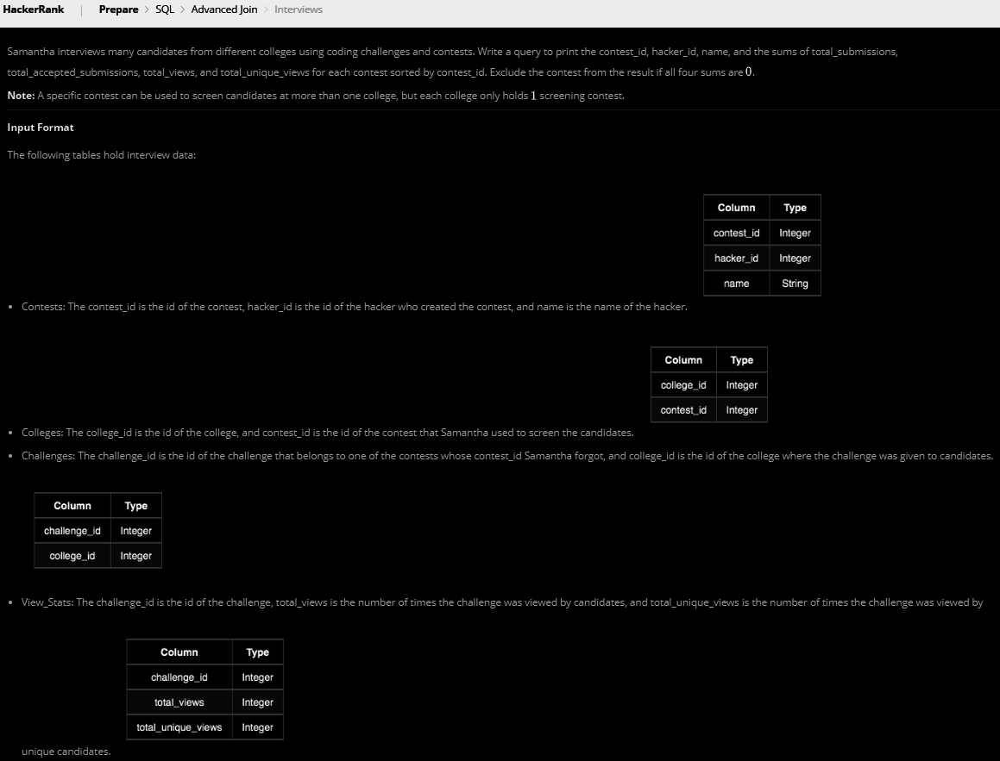 HackerRank | Prepare > SQL > Advanced Join > Interviews
Samantha interviews many candidates from different colleges using coding challenges and contests. Write a query to print the contest_id, hacker_id, name, and the sums of total_submissions,
total_accepted_submissions, total_views, and total_unique_views for each contest sorted by contest_id. Exclude the contest from the result if all four sums are 0.
Note: A specific contest can be used to screen candidates at more than one college, but each college only holds 1 screening contest.
Input Format
The following tables hold interview data:
Column Type
contest_id Integer
hacker_id Integer
name String
• Contests: The contest_id is the id of the contest, hacker_id is the id of the hacker who created the contest, and name is the name of the hacker.
Column Type
college_id Integer
contest_id Integer
• Colleges: The college_id is the id of the college, and contest_id is the id of the contest that Samantha used to screen the candidates.
• Challenges: The challenge_id is the id of the challenge that belongs to one of the contests whose contest_id Samantha forgot, and college_id is the id of the college where the challenge was given to candidates.
Column Type
challenge_id Integer
college_id Integer
• View_Stats: The challenge_id is the id of the challenge, total_views is the number of times the challenge was viewed by candidates, and total_unique_views is the number of times the challenge was viewed by
Column Type
challenge_id Integer
total_views Integer
total_unique_views Integer
unique candidates.